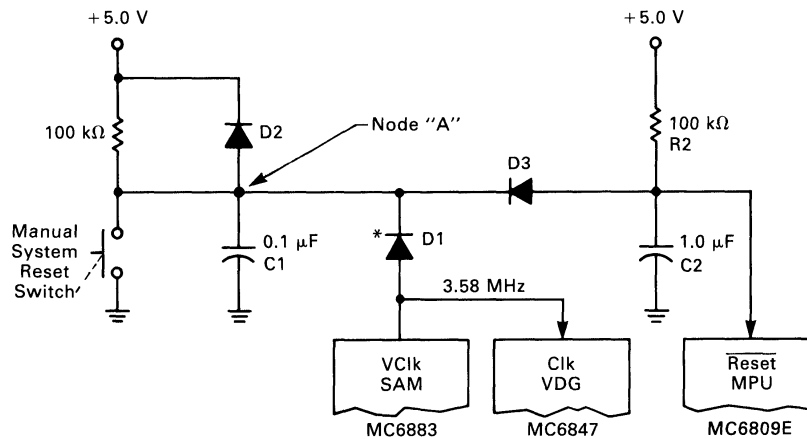 +5.0 V
+5.0 V
100 kΩ
D2
Node "A"
D3
100 kΩ
R2
Manual
System
Reset
Switch
0.1 µF
C1
*
D1
1.0 µF
C2
3.58 MHz
VClk
SAM
Clk
VDG
Reset
MPU
MC6883
MC6847
MC6809E